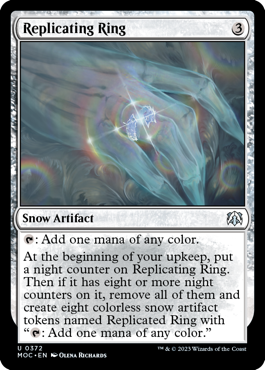 Replicating Ring 3
Snow Artifact
: Add one mana of any color.
At the beginning of your upkeep, put
a night counter on Replicating Ring.
Then if it has eight or more night
counters on it, remove all of them and
create eight colorless snow artifact
tokens named Replicated Ring with
“: Add one mana of any color.”
U 0372
MOC • EN OLENA RICHARDS
™ & © 2023 Wizards of the Coast